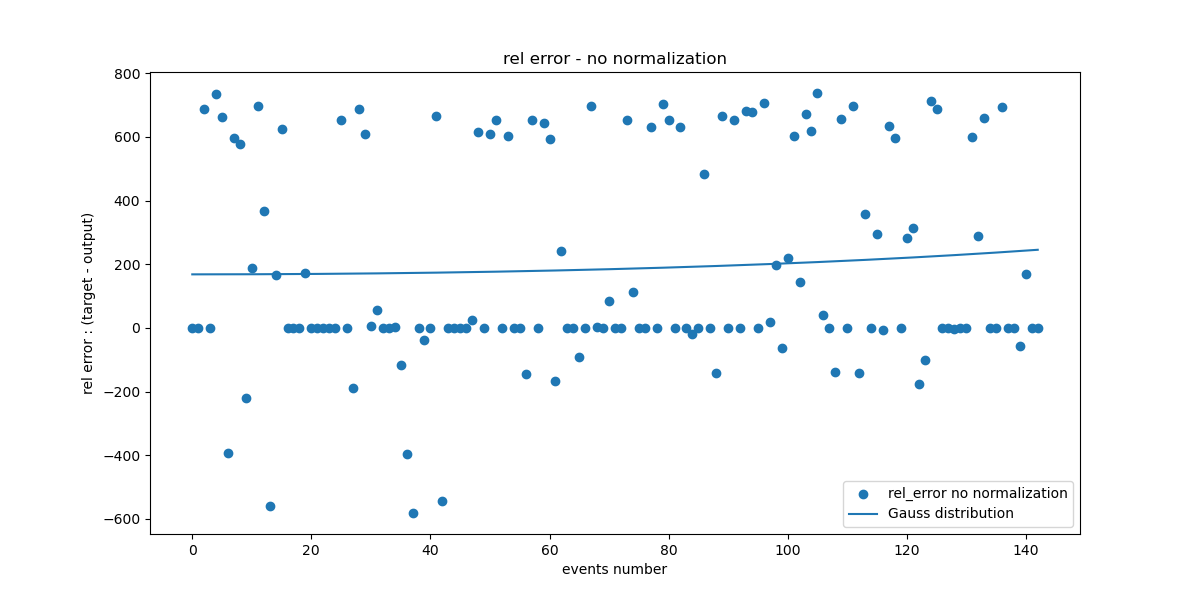 rel error - no normalization
800
600
400
200
0
−200
−400
−600
rel error : (target - output)
0 20 40 60 80 100 120 140
events number
rel_error no normalization
Gauss distribution